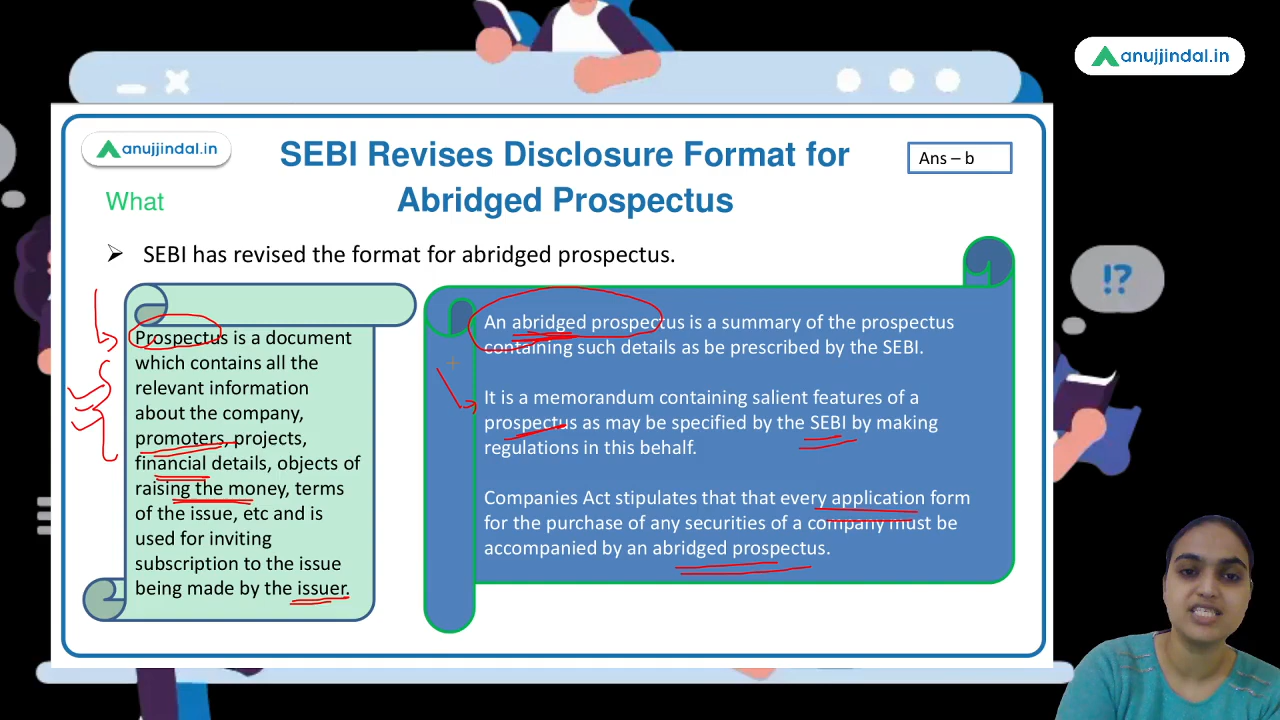 anujjindal.in
anujjindal.in
SEBI Revises Disclosure Format for
Abridged Prospectus
Ans – b
What
➢ SEBI has revised the format for abridged prospectus.
Prospectus is a document
which contains all the
relevant information
about the company,
promoters, projects,
financial details, objects of
raising the money, terms
of the issue, etc and is
used for inviting
subscription to the issue
being made by the issuer.
An abridged prospectus is a summary of the prospectus
containing such details as be prescribed by the SEBI.
It is a memorandum containing salient features of a
prospectus as may be specified by the SEBI by making
regulations in this behalf.
Companies Act stipulates that that every application form
for the purchase of any securities of a company must be
accompanied by an abridged prospectus.
!?